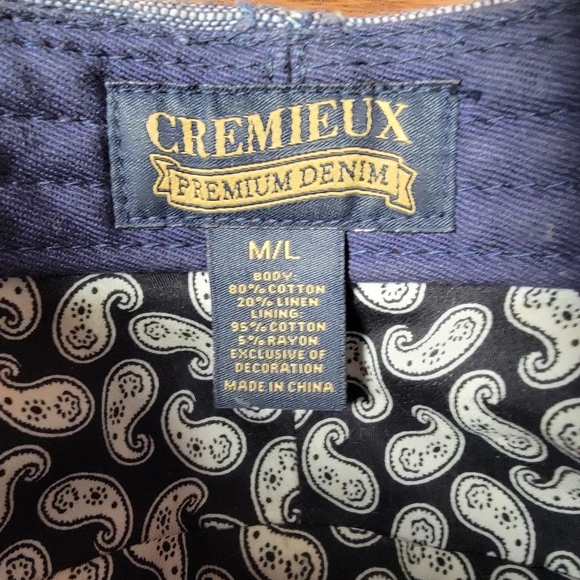 CREMIEUX
PREMIUM DENIM
M/L
BODY:
80% COTTON
20% LINEN
LINING:
95% COTTON
5% RAYON
EXCLUSIVE OF
DECORATION
MADE IN CHINA